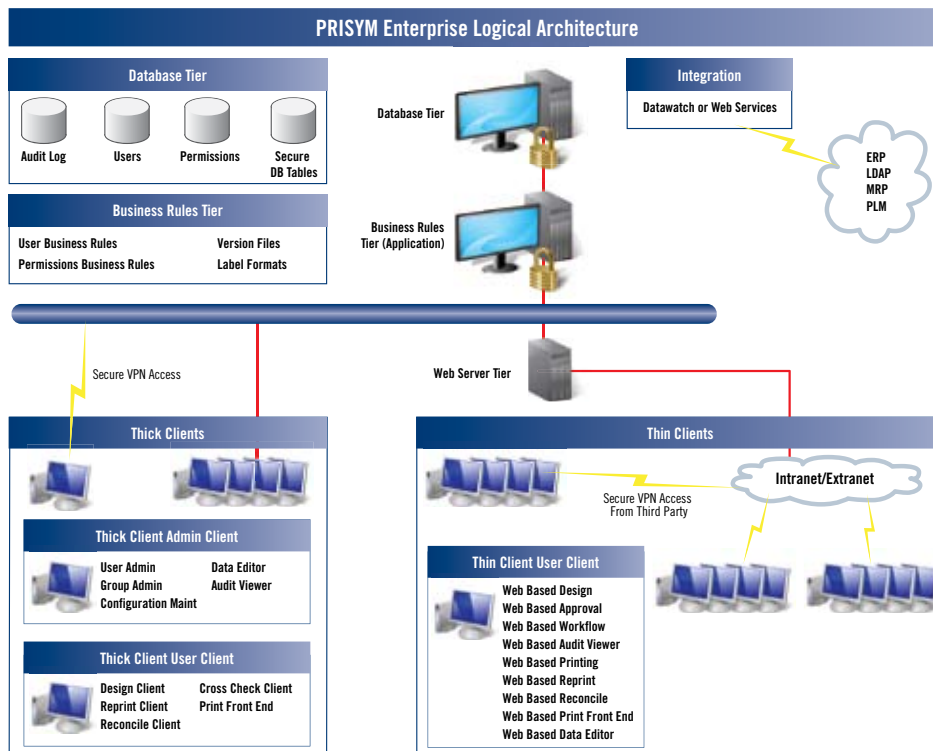 PRISYM Enterprise Logical Architecture
Database Tier
Audit Log
Users
Permissions
Secure
DB Tables
Business Rules Tier
User Business Rules
Version Files
Permissions Business Rules
Label Formats
Database Tier
Business Rules
Tier (Application)
Integration
Datawatch or Web Services
ERP
LDAP
MRP
PLM
Secure VPN Access
Web Server Tier
Thick Clients
Thick Client Admin Client
User Admin
Data Editor
Group Admin
Audit Viewer
Configuration Maint
Thick Client User Client
Design Client
Cross Check Client
Reprint Client
Print Front End
Reconcile Client
Thin Clients
Intranet/Extranet
Secure VPN Access
From Third Party
Thin Client User Client
Web Based Design
Web Based Approval
Web Based Workflow
Web Based Audit Viewer
Web Based Printing
Web Based Reprint
Web Based Reconcile
Web Based Print Front End
Web Based Data Editor